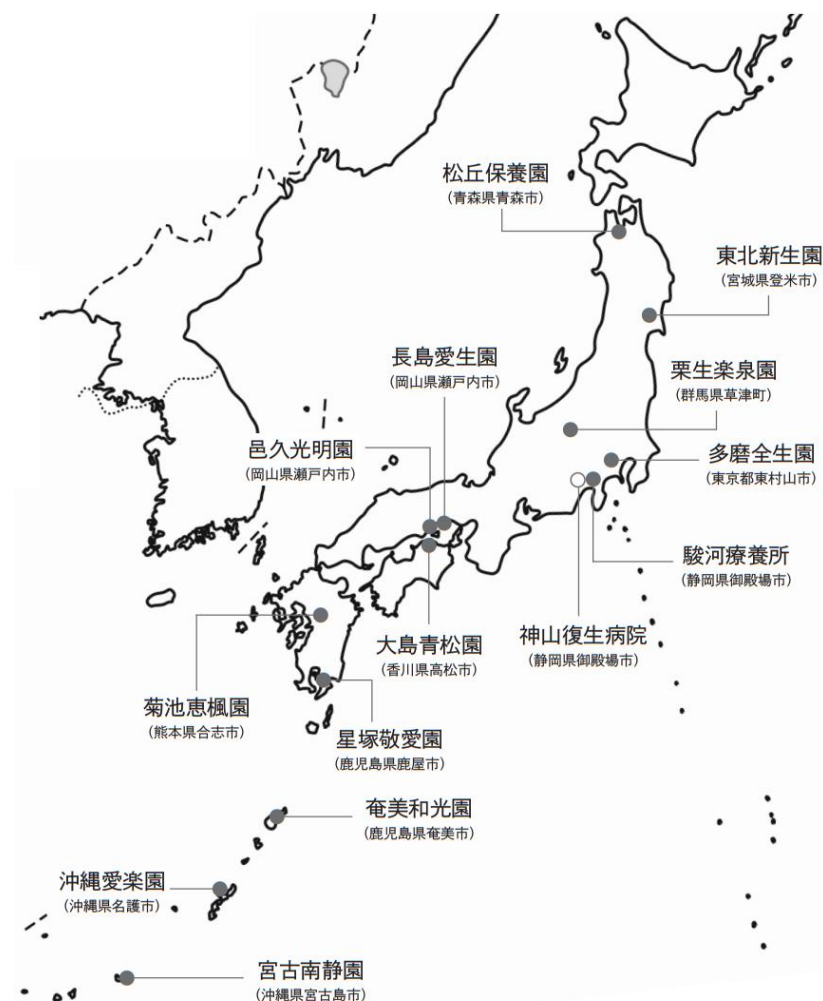 松丘保養園
(青森県青森市)
東北新生園
(宮城県登米市)
長島愛生園
(岡山県瀬戸内市)
栗生楽泉園
(群馬県草津町)
邑久光明園
(岡山県瀬戸内市)
多磨全生園
(東京都東村山市)
駿河療養所
(静岡県御殿場市)
大島青松園
(香川県高松市)
神山復生病院
(静岡県御殿場市)
菊池恵楓園
(熊本県合志市)
星塚敬愛園
(鹿児島県鹿屋市)
奄美和光園
(鹿児島県奄美市)
沖縄愛楽園
(沖縄県名護市)
宮古南静園
(沖縄県宮古島市)